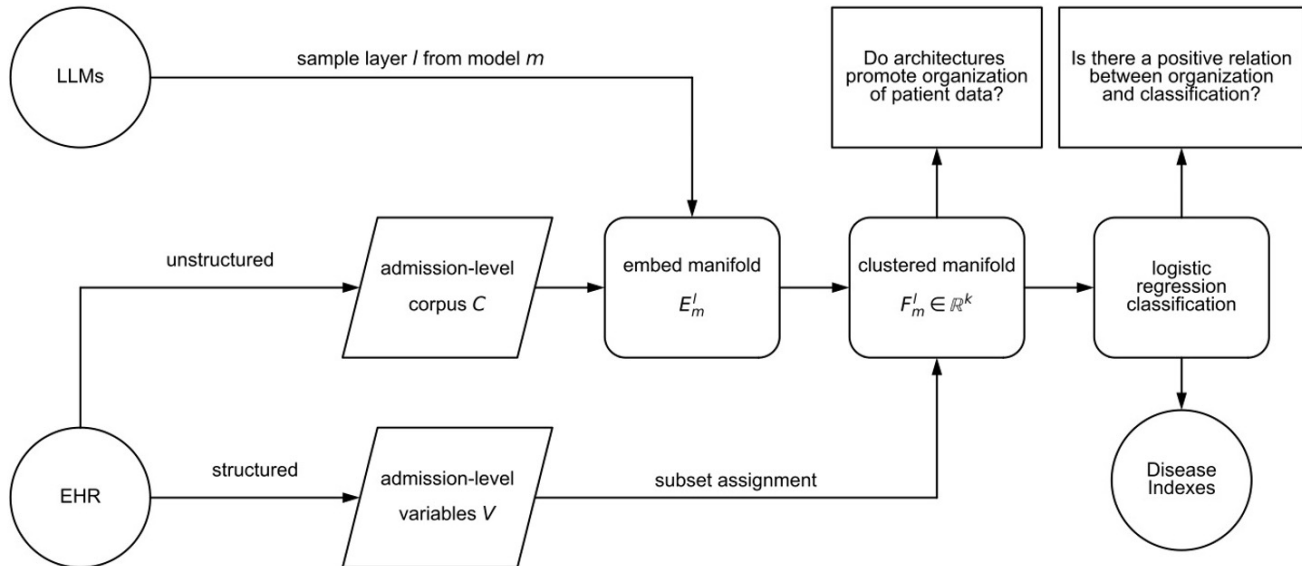 LLMs
sample layer l from model m
Do architectures
promote organization
of patient data?
Is there a positive relation
between organization
and classification?
unstructured
admission-level
corpus C
embed manifold
E_m^l
clustered manifold
F_m^l ∈ ℝ^k
logistic
regression
classification
EHR
structured
admission-level
variables V
subset assignment
Disease
Indexes